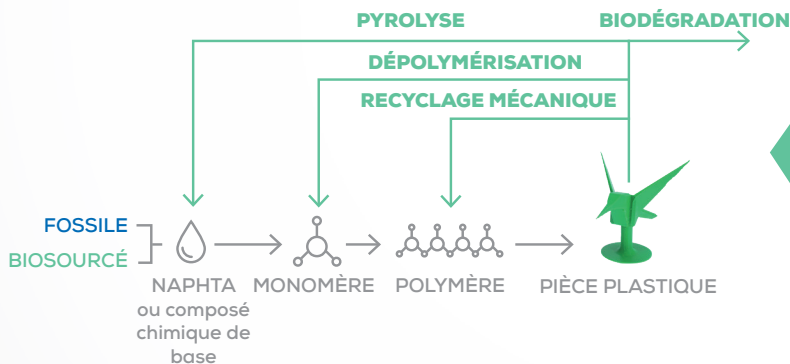 PYROLYSE
BIODÉGRADATION
DÉPOLYMÉRISATION
RECYCLAGE MÉCANIQUE
FOSSILE
BIOSOURCÉ
NAPHTA
ou composé
chimique de
base
MONOMÈRE
POLYMÈRE
PIÈCE PLASTIQUE